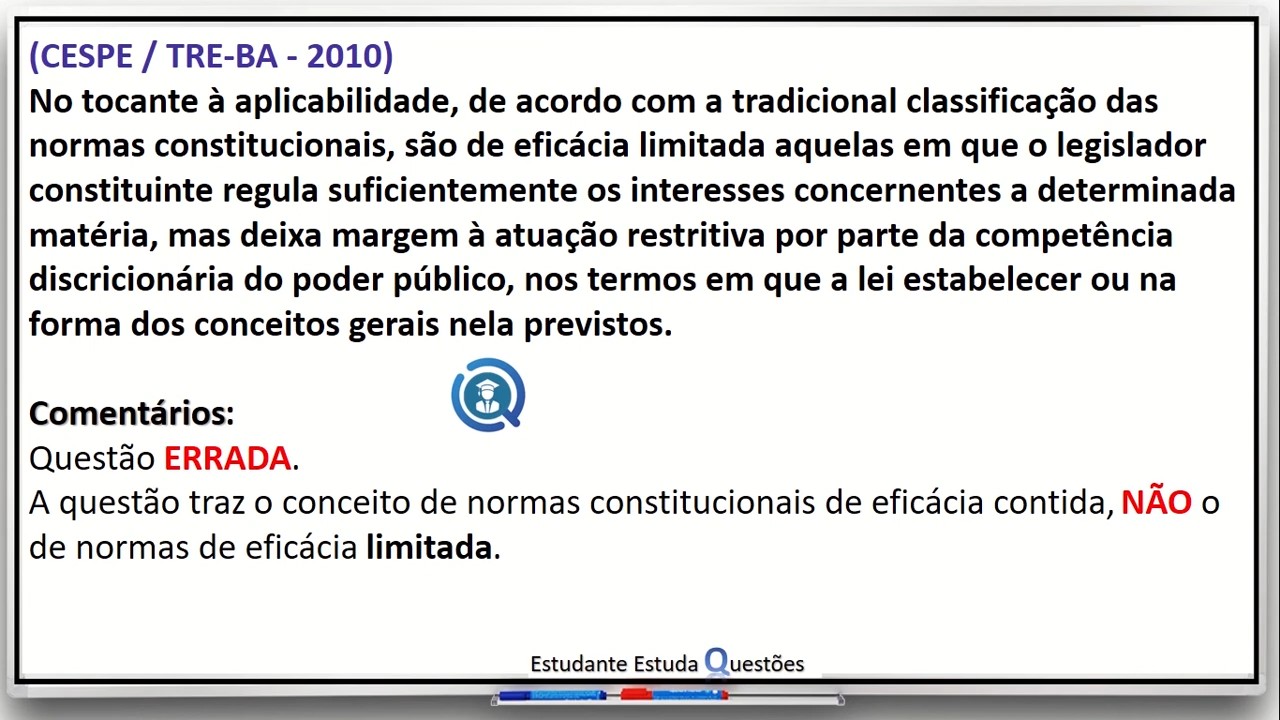 (CESPE / TRE-BA - 2010)
No tocante à aplicabilidade, de acordo com a tradicional classificação das
normas constitucionais, são de eficácia limitada aquelas em que o legislador
constituinte regula suficientemente os interesses concernentes a determinada
matéria, mas deixa margem à atuação restritiva por parte da competência
discricionária do poder público, nos termos em que a lei estabelecer ou na
forma dos conceitos gerais nela previstos.
Comentários:
Questão ERRADA.
A questão traz o conceito de normas constitucionais de eficácia contida, NÃO o
de normas de eficácia limitada.
Estudante Estuda Questões